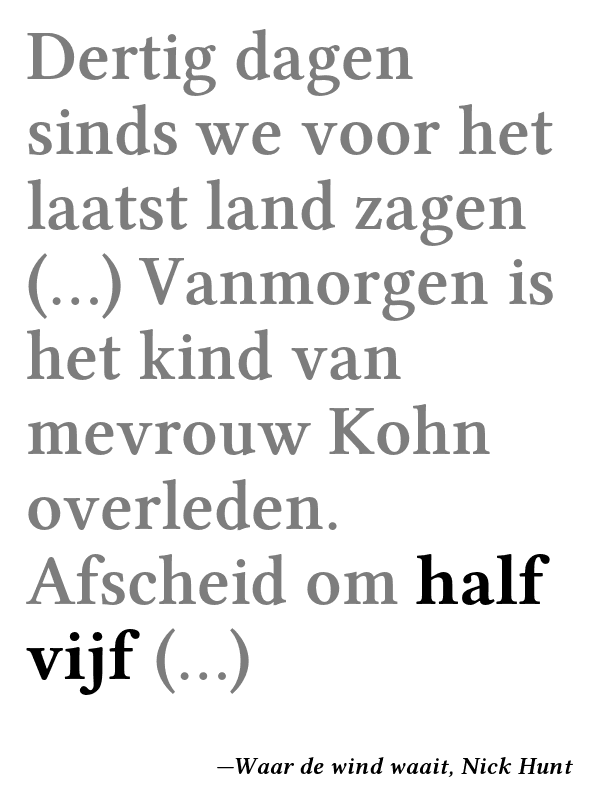 Dertig dagen
sinds we voor het
laatst land zagen
(…) Vanmorgen is
het kind van
mevrouw Kohn
overleden.
Afscheid om half
vijf (…)
—Waar de wind waait, Nick Hunt